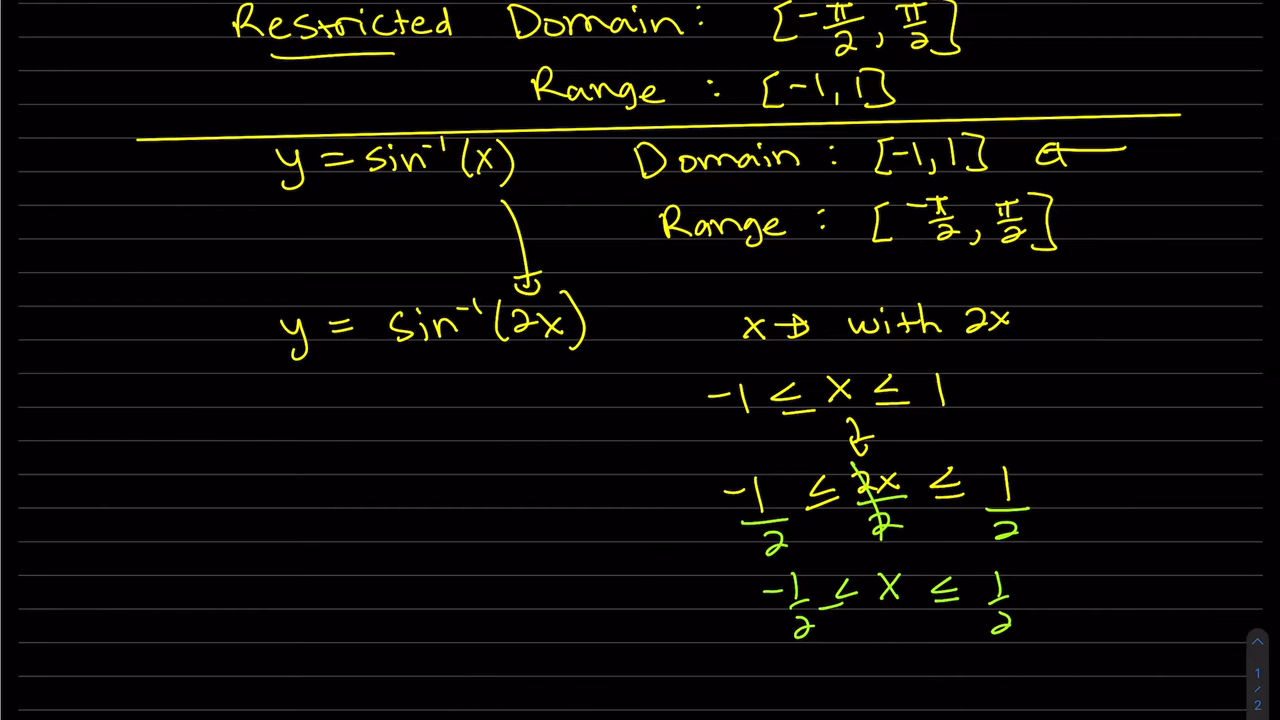 Restricted Domain: [-π/2, π/2]
Range : [-1, 1]
y = sin⁻¹(x) Domain : [-1, 1] ←
Range : [-π/2, π/2]
y = sin⁻¹(2x) x → with 2x
-1 ≤ x ≤ 1
-1/2 ≤ 2x/2 ≤ 1/2
-1/2 ≤ x ≤ 1/2
1
/
2